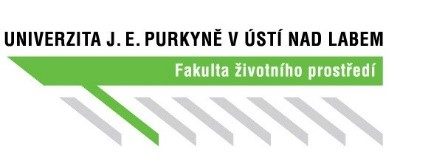 UNIVERZITA J. E. PURKYNĚ V ÚSTÍ NAD LABEM
Fakulta životního prostředí